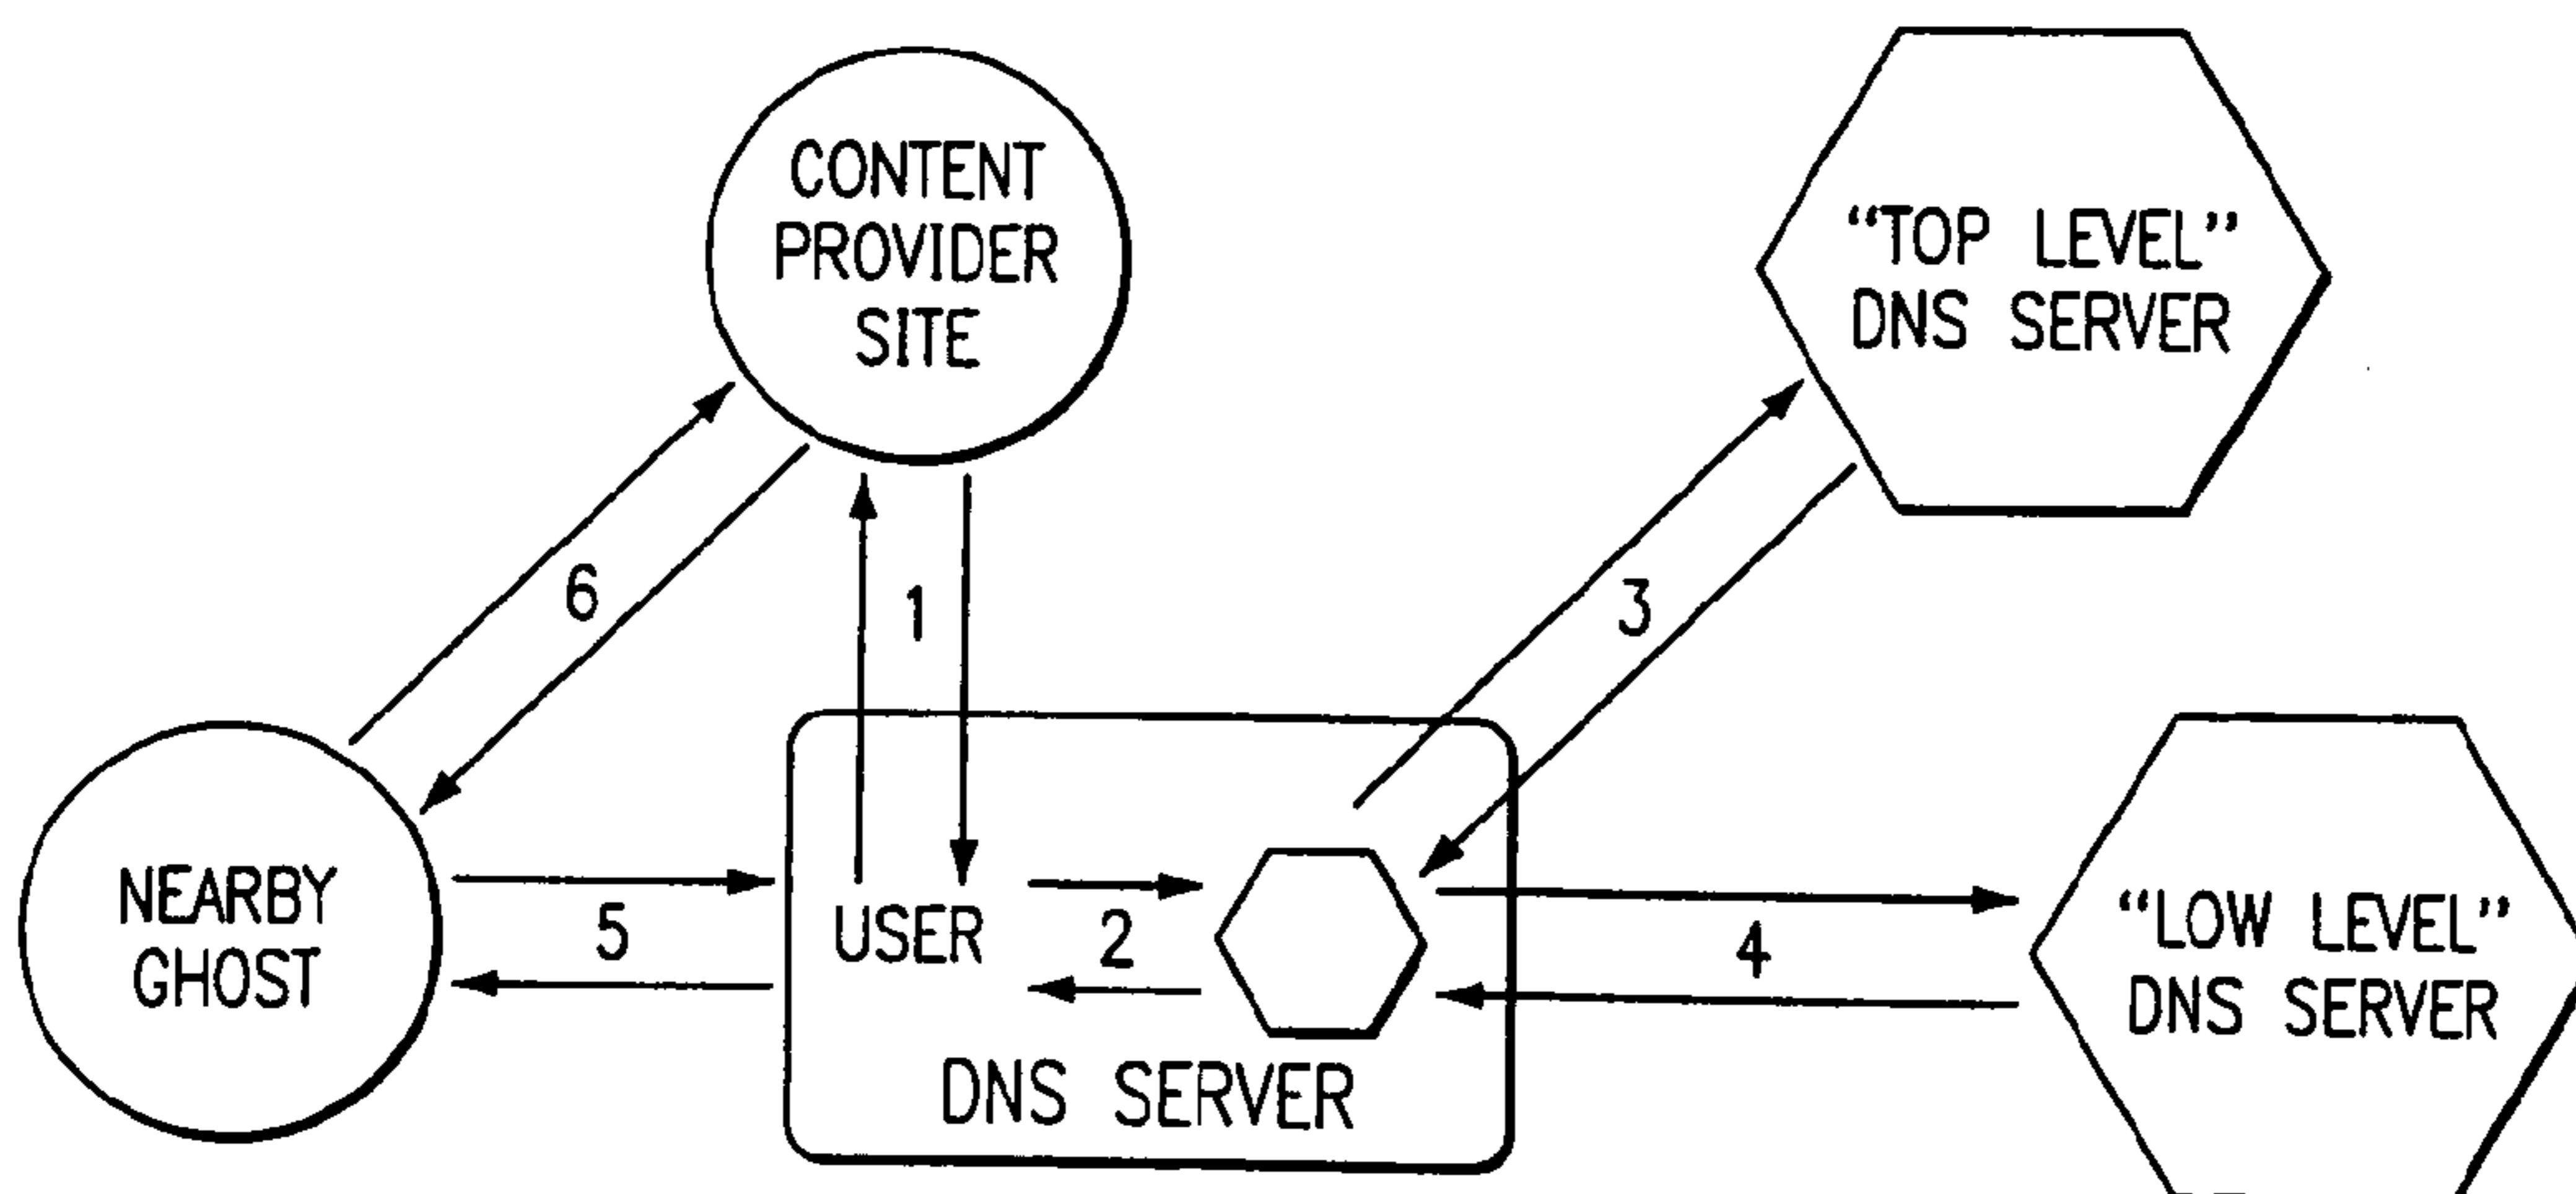 CONTENT
PROVIDER
SITE
“TOP LEVEL”
DNS SERVER
6
1
3
NEARBY
GHOST
5
USER
2
4
“LOW LEVEL”
DNS SERVER
DNS SERVER